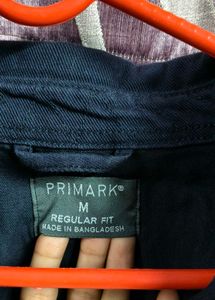 PRIMARK®
M
REGULAR FIT
MADE IN BANGLADESH